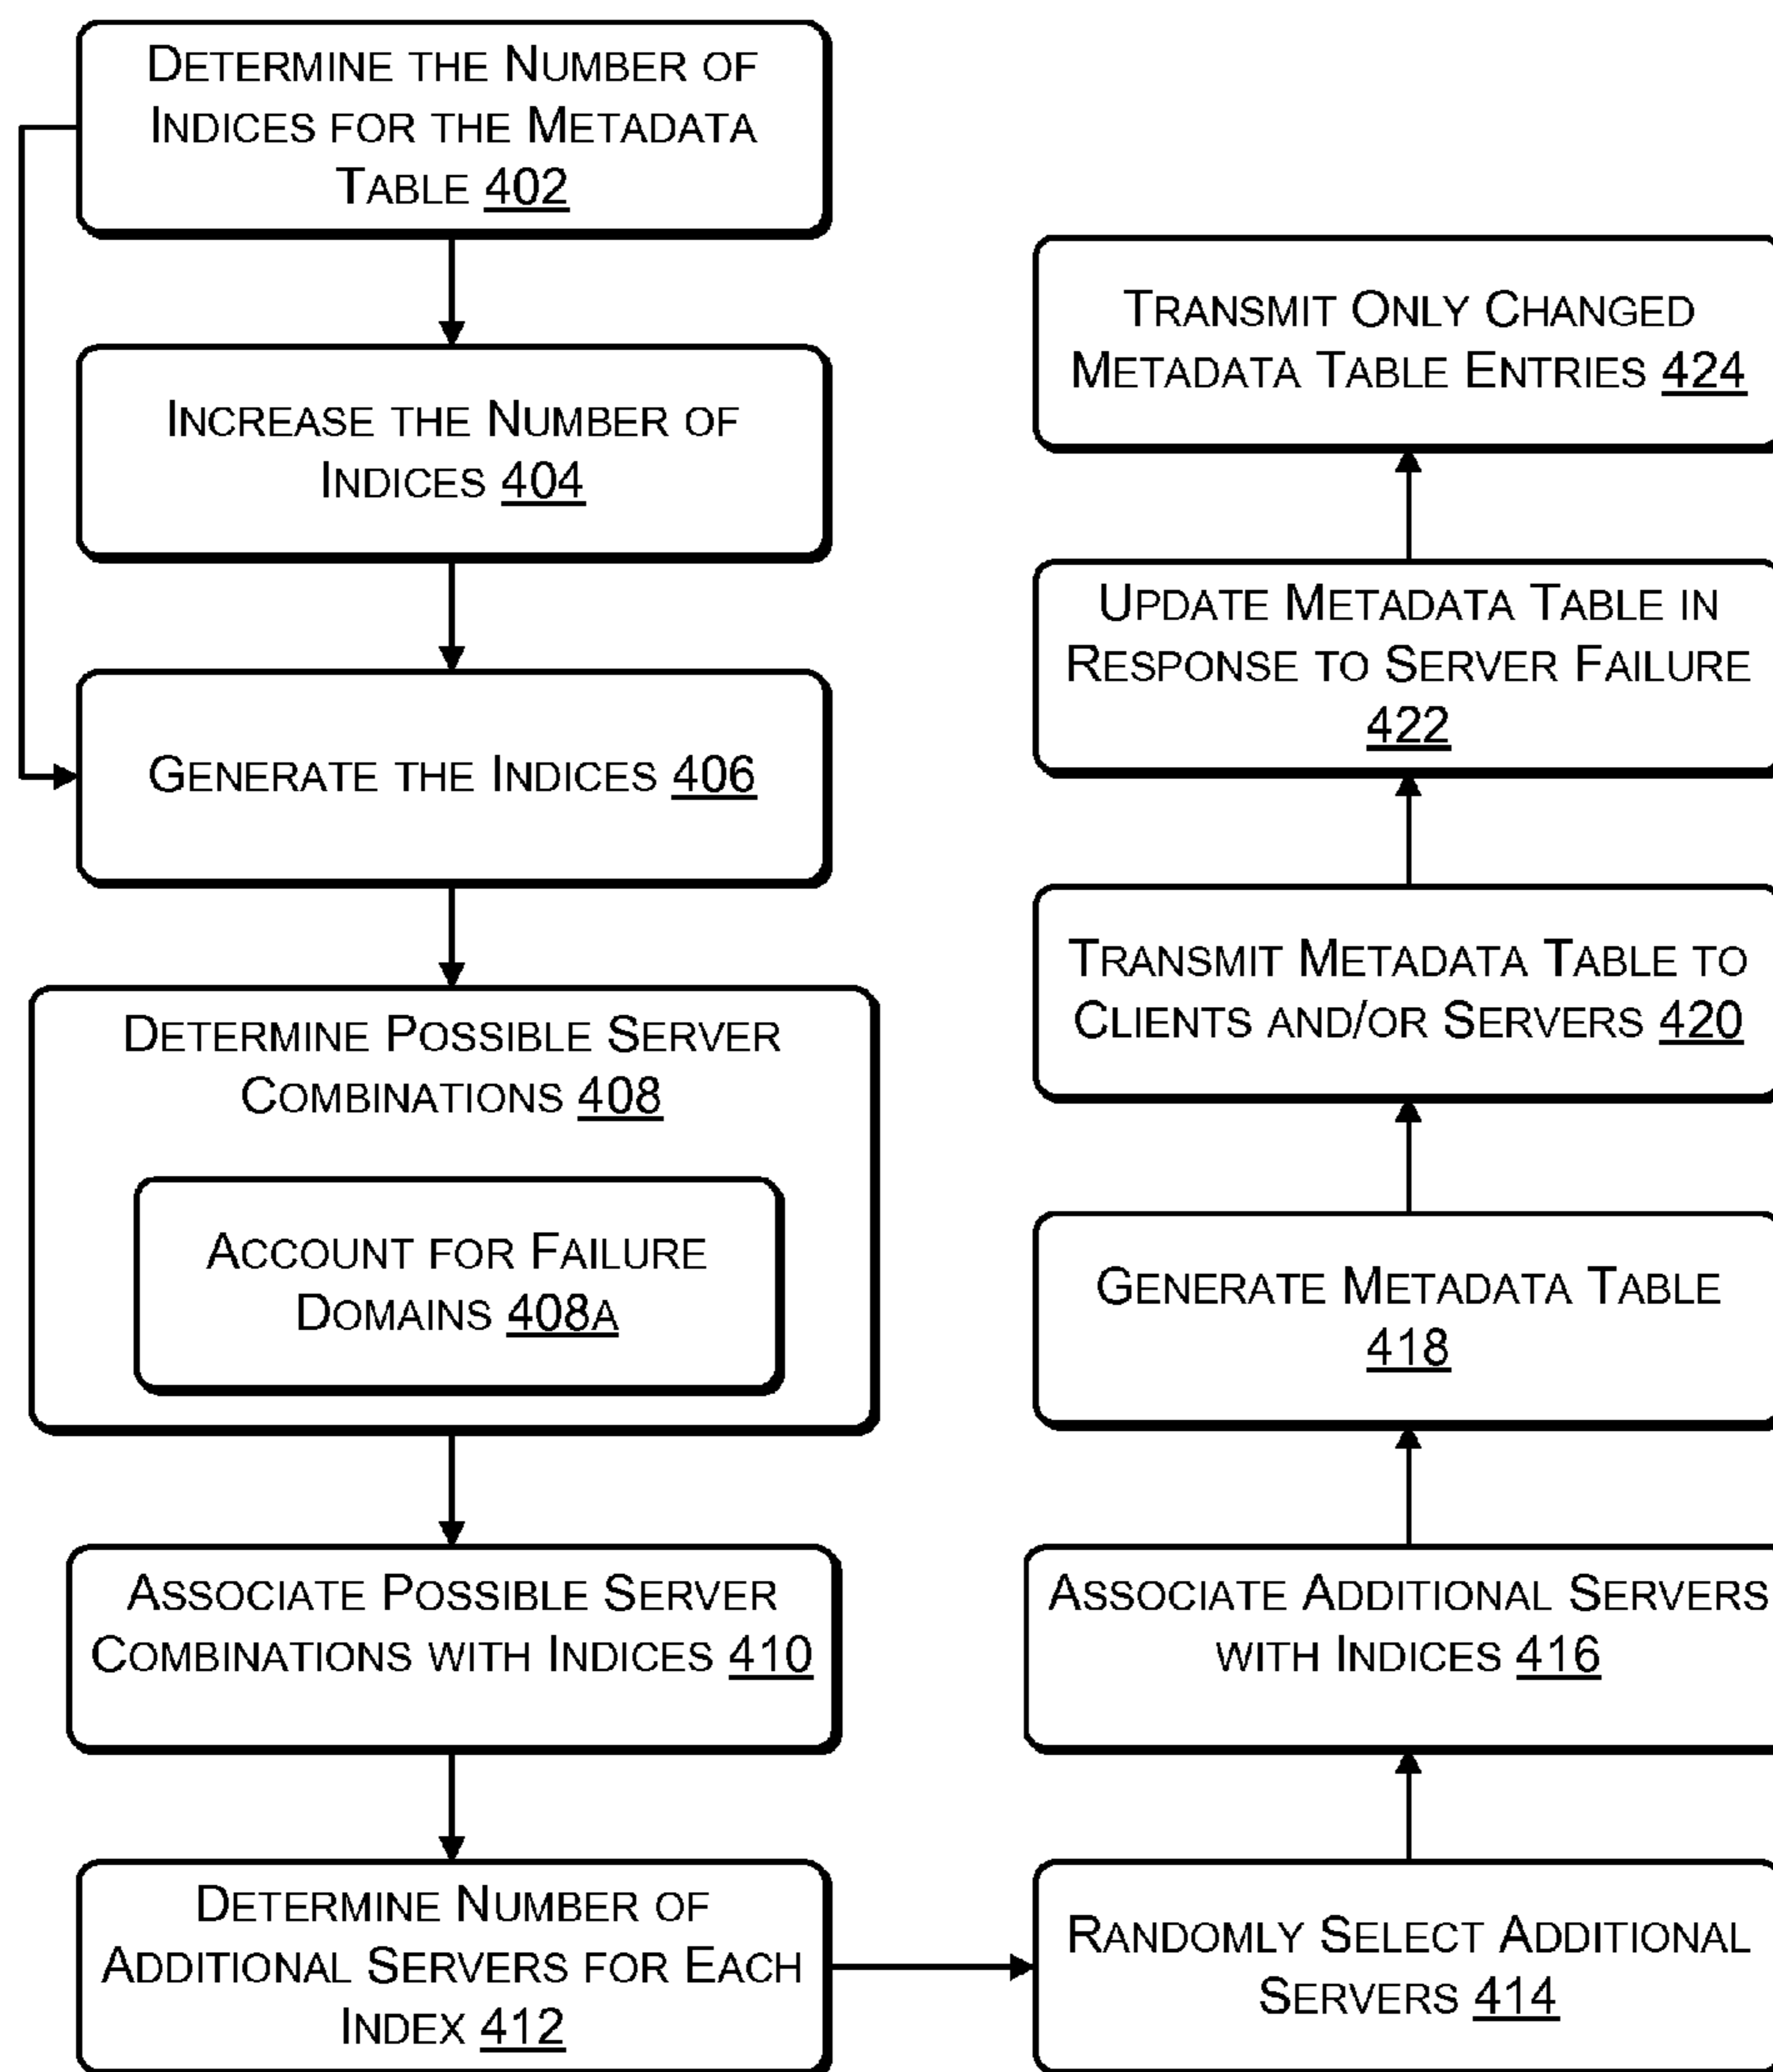 DETERMINE THE NUMBER OF
INDICES FOR THE METADATA
TABLE 402
INCREASE THE NUMBER OF
INDICES 404
GENERATE THE INDICES 406
DETERMINE POSSIBLE SERVER
COMBINATIONS 408
ACCOUNT FOR FAILURE
DOMAINS 408A
ASSOCIATE POSSIBLE SERVER
COMBINATIONS WITH INDICES 410
DETERMINE NUMBER OF
ADDITIONAL SERVERS FOR EACH
INDEX 412
RANDOMLY SELECT ADDITIONAL
SERVERS 414
ASSOCIATE ADDITIONAL SERVERS
WITH INDICES 416
GENERATE METADATA TABLE
418
TRANSMIT METADATA TABLE TO
CLIENTS AND/OR SERVERS 420
UPDATE METADATA TABLE IN
RESPONSE TO SERVER FAILURE
422
TRANSMIT ONLY CHANGED
METADATA TABLE ENTRIES 424